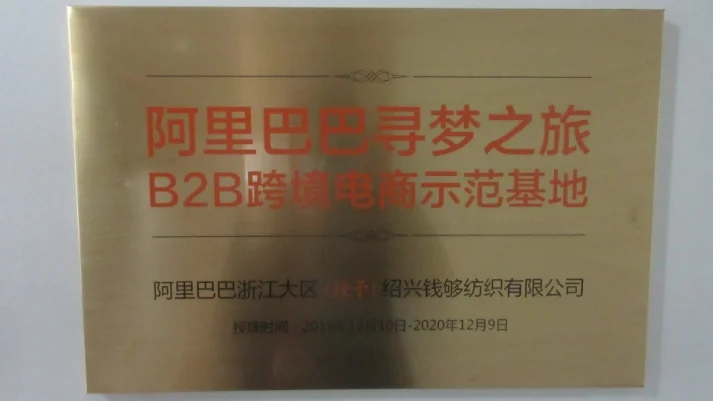 阿里巴巴寻梦之旅
B2B跨境电商示范基地
阿里巴巴浙江大区（授予）绍兴钱够纺织有限公司
授牌时间：2019年12月10日-2020年12月9日